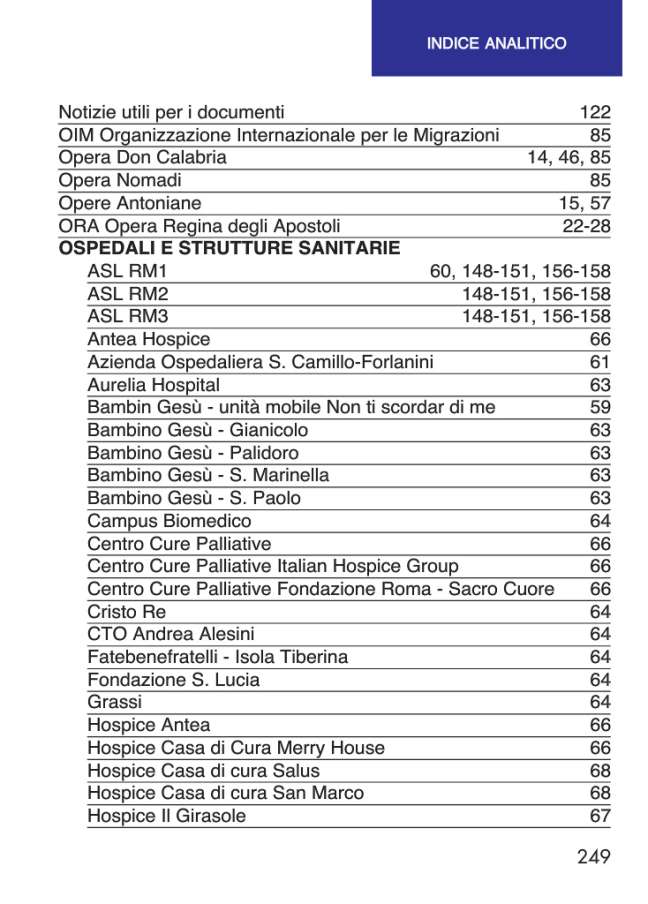 INDICE ANALITICO
Notizie utili per i documenti 122
OIM Organizzazione Internazionale per le Migrazioni 85
Opera Don Calabria 14, 46, 85
Opera Nomadi 85
Opere Antoniane 15, 57
ORA Opera Regina degli Apostoli 22-28
OSPEDALI E STRUTTURE SANITARIE
ASL RM1 60, 148-151, 156-158
ASL RM2 148-151, 156-158
ASL RM3 148-151, 156-158
Antea Hospice 66
Azienda Ospedaliera S. Camillo-Forlanini 61
Aurelia Hospital 63
Bambin Gesù - unità mobile Non ti scordar di me 59
Bambino Gesù - Gianicolo 63
Bambino Gesù - Palidoro 63
Bambino Gesù - S. Marinella 63
Bambino Gesù - S. Paolo 63
Campus Biomedico 64
Centro Cure Palliative 66
Centro Cure Palliative Italian Hospice Group 66
Centro Cure Palliative Fondazione Roma - Sacro Cuore 66
Cristo Re 64
CTO Andrea Alesini 64
Fatebenefratelli - Isola Tiberina 64
Fondazione S. Lucia 64
Grassi 64
Hospice Antea 66
Hospice Casa di Cura Merry House 66
Hospice Casa di cura Salus 68
Hospice Casa di cura San Marco 68
Hospice Il Girasole 67
249